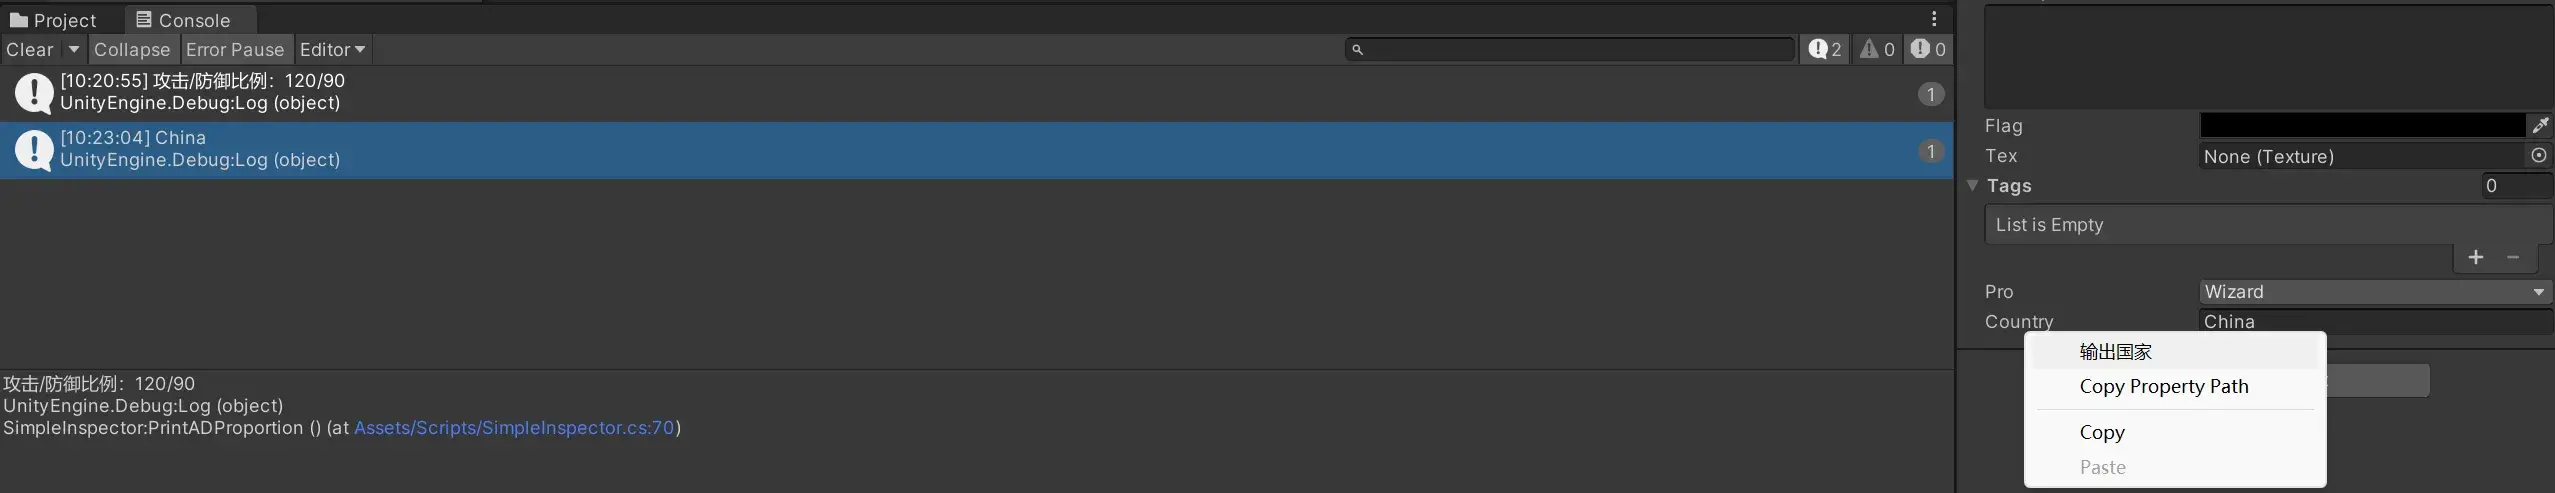 Project
Console
Clear
Collapse
Error Pause
Editor
2
0
0
[10:20:55] 攻击/防御比例：120/90
UnityEngine.Debug:Log (object)
1
[10:23:04] China
UnityEngine.Debug:Log (object)
1
攻击/防御比例：120/90
UnityEngine.Debug:Log (object)
SimpleInspector:PrintADProportion () (at Assets/Scripts/SimpleInspector.cs:70)
Flag
Tex
None (Texture)
Tags
0
List is Empty
Pro
Wizard
Country
China
输出国家
Copy Property Path
Copy
Paste